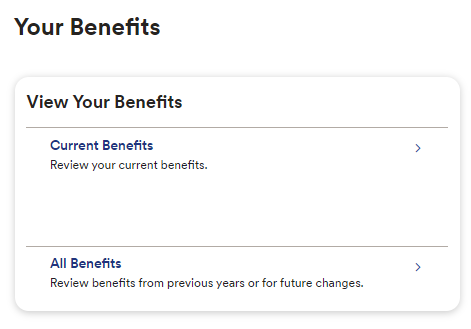 Your Benefits
View Your Benefits
Current Benefits
Review your current benefits.
All Benefits
Review benefits from previous years or for future changes.